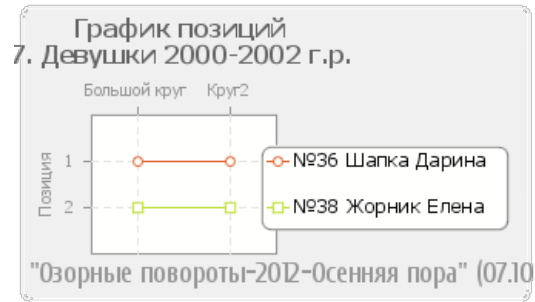 График позиций
7. Девушки 2000-2002 г.р.
Большой круг Круг2
Позиция
1
2
№36 Шапка Дарина
№38 Жорник Елена
"Озорные повороты-2012-Осенняя пора" (07.10